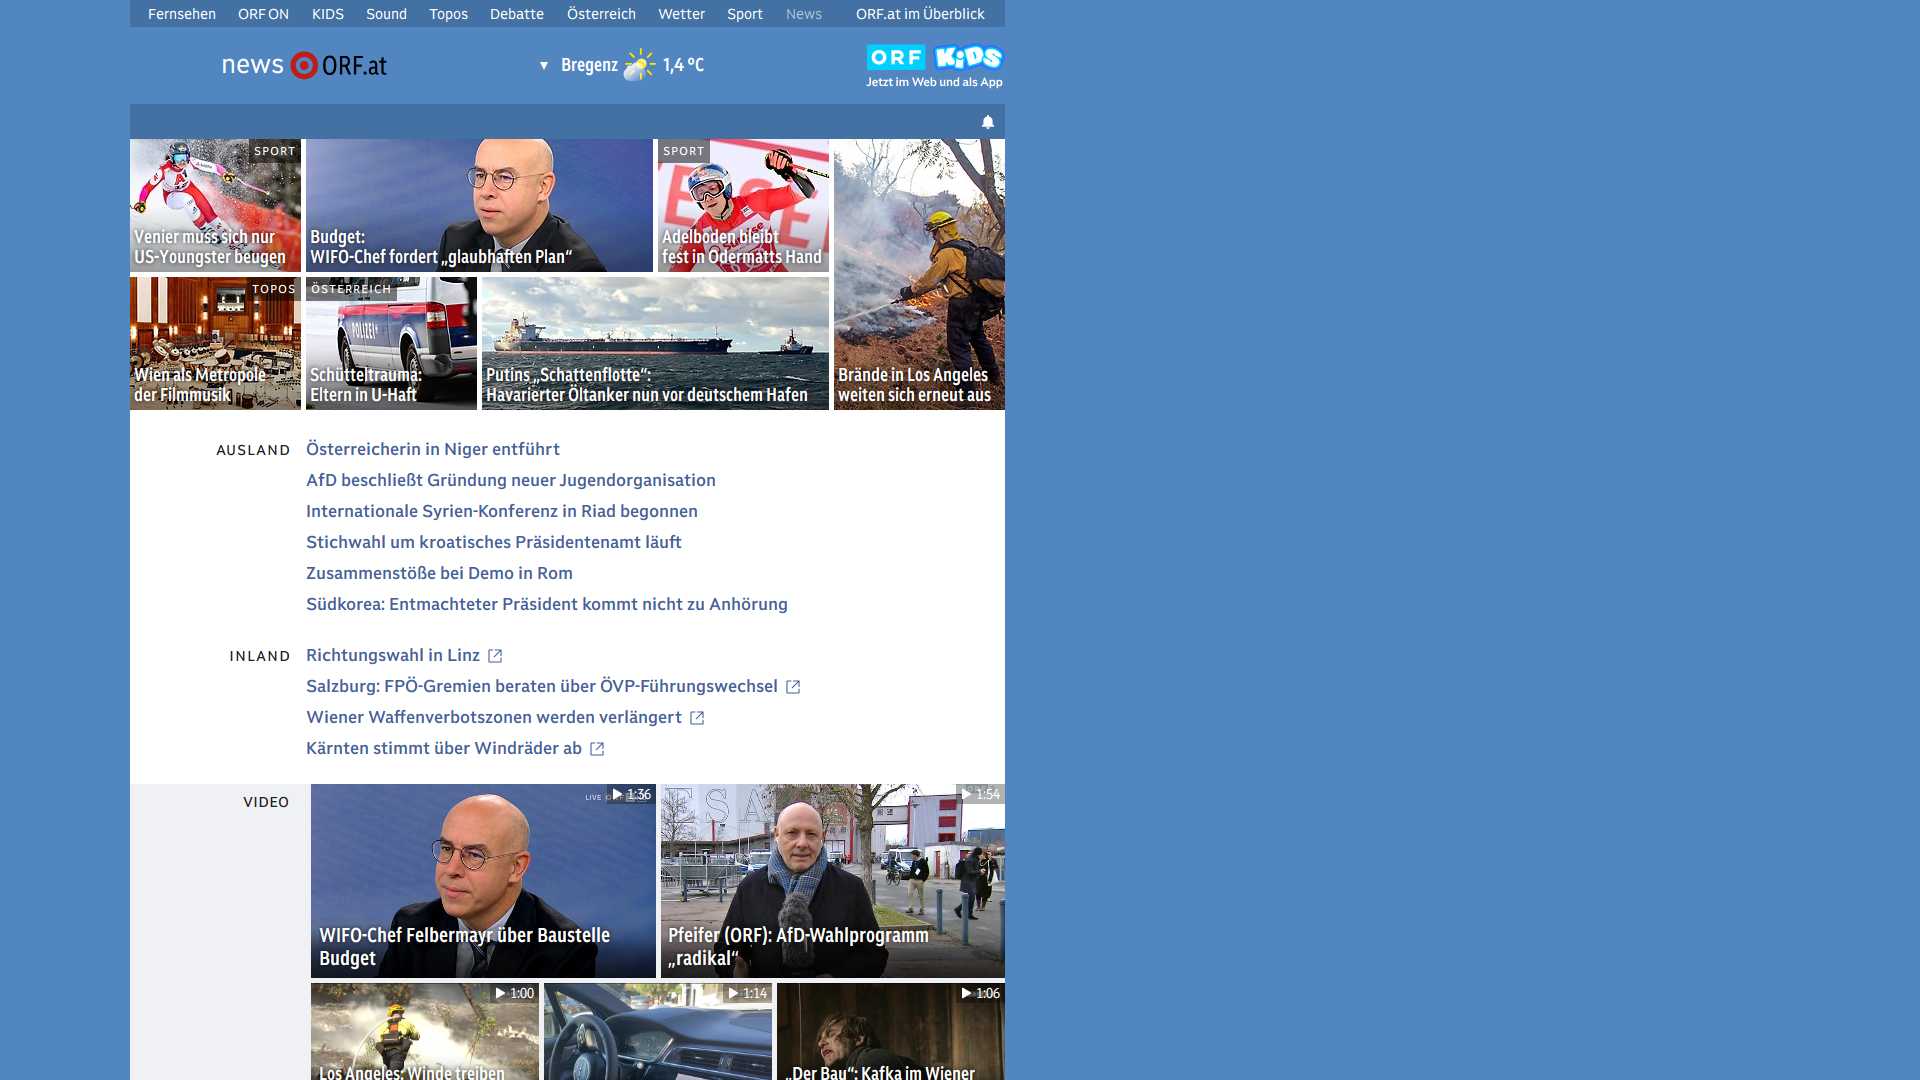 Fernsehen ORF ON KIDS Sound Topos Debatte Österreich Wetter Sport News ORF.at im Überblick
news ORF.at
▼ Bregenz 1,4 °C
ORF KiDS
Jetzt im Web und als App
SPORT
Venier muss sich nur
US-Youngster beugen
Budget:
WIFO-Chef fordert „glaubhaften Plan“
SPORT
Adelboden bleibt
fest in Odermatts Hand
TOPOS
Wien als Metropole
der Filmmusik
ÖSTERREICH
POLIZEI
Schütteltrauma:
Eltern in U-Haft
Putins „Schattenflotte“:
Havarierter Öltanker nun vor deutschem Hafen
Brände in Los Angeles
weiten sich erneut aus
AUSLAND
Österreicherin in Niger entführt
AfD beschließt Gründung neuer Jugendorganisation
Internationale Syrien-Konferenz in Riad begonnen
Stichwahl um kroatisches Präsidentenamt läuft
Zusammenstöße bei Demo in Rom
Südkorea: Entmachteter Präsident kommt nicht zu Anhörung
INLAND
Richtungswahl in Linz
Salzburg: FPÖ-Gremien beraten über ÖVP-Führungswechsel
Wiener Waffenverbotszonen werden verlängert
Kärnten stimmt über Windräder ab
VIDEO
LIVE
1:36
WIFO-Chef Felbermayr über Baustelle
Budget
1:54
Pfeifer (ORF): AfD-Wahlprogramm
„radikal“
1:00
Los Angeles: Winde treiben
1:14
1:06
„Der Bau“: Kafka im Wiener